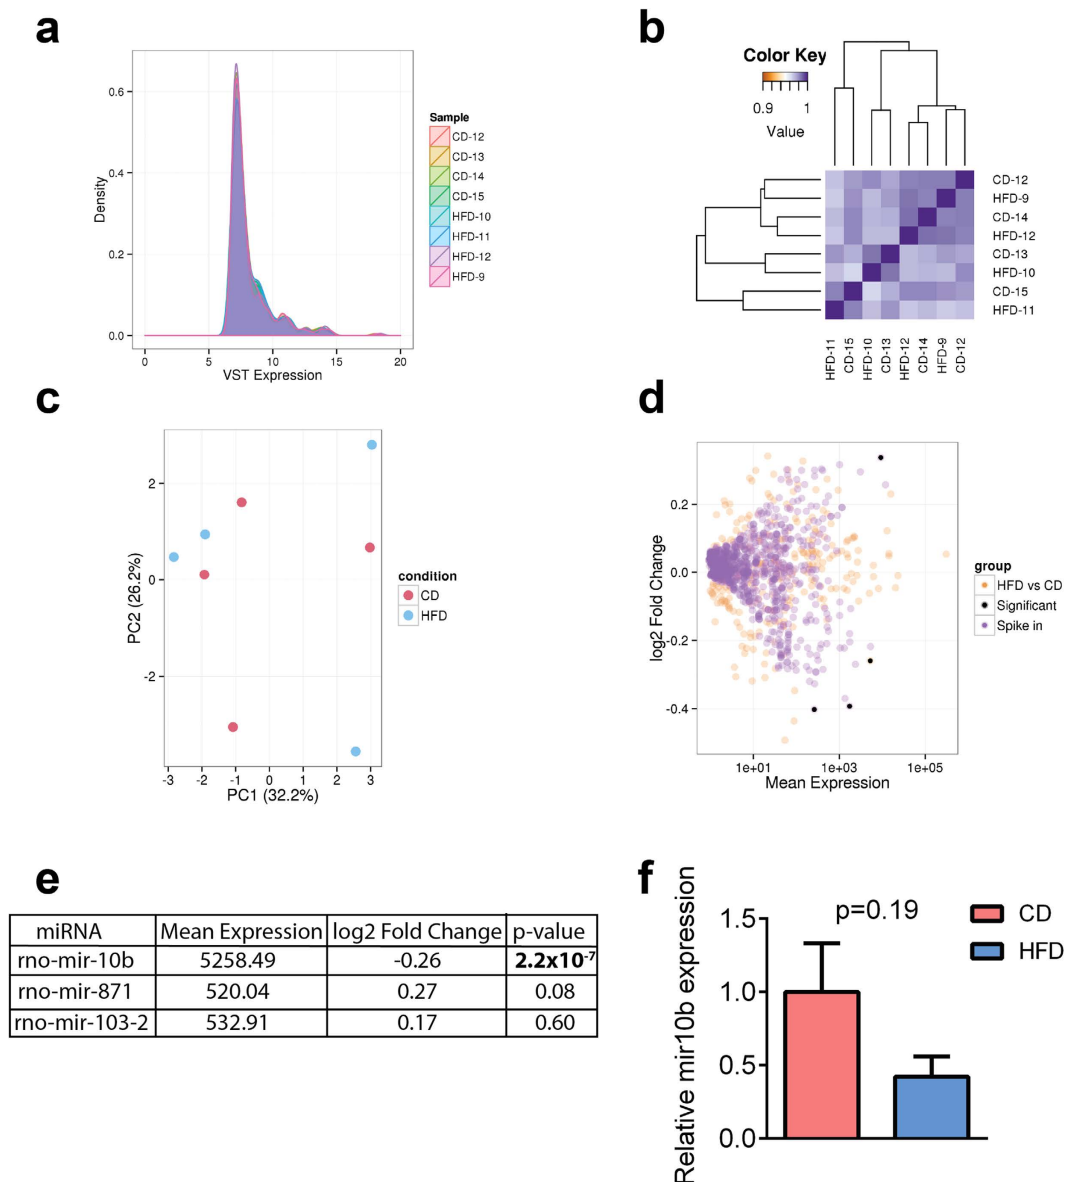 a
0.6
0.4
0.2
0.0
Density
0 5 10 15 20
VST Expression
Sample
CD-12
CD-13
CD-14
CD-15
HFD-10
HFD-11
HFD-12
HFD-9
b
Color Key
0.9 1
Value
CD-12
HFD-9
CD-14
HFD-12
CD-13
HFD-10
CD-15
HFD-11
HFD-11 CD-15 HFD-10 CD-13 HFD-12 CD-14 HFD-9 CD-12
c
2
0
-2
PC2 (26.2%)
-3 -2 -1 0 1 2 3
PC1 (32.2%)
condition
CD
HFD
d
0.2
0.0
-0.2
-0.4
log2 Fold Change
1e+01 1e+03 1e+05
Mean Expression
group
HFD vs CD
Significant
Spike in
e
miRNA Mean Expression log2 Fold Change p-value
rno-mir-10b 5258.49 -0.26 2.2x10⁻⁷
rno-mir-871 520.04 0.27 0.08
rno-mir-103-2 532.91 0.17 0.60
f
Relative mir10b expression
1.5
1.0
0.5
0.0
p=0.19
CD
HFD